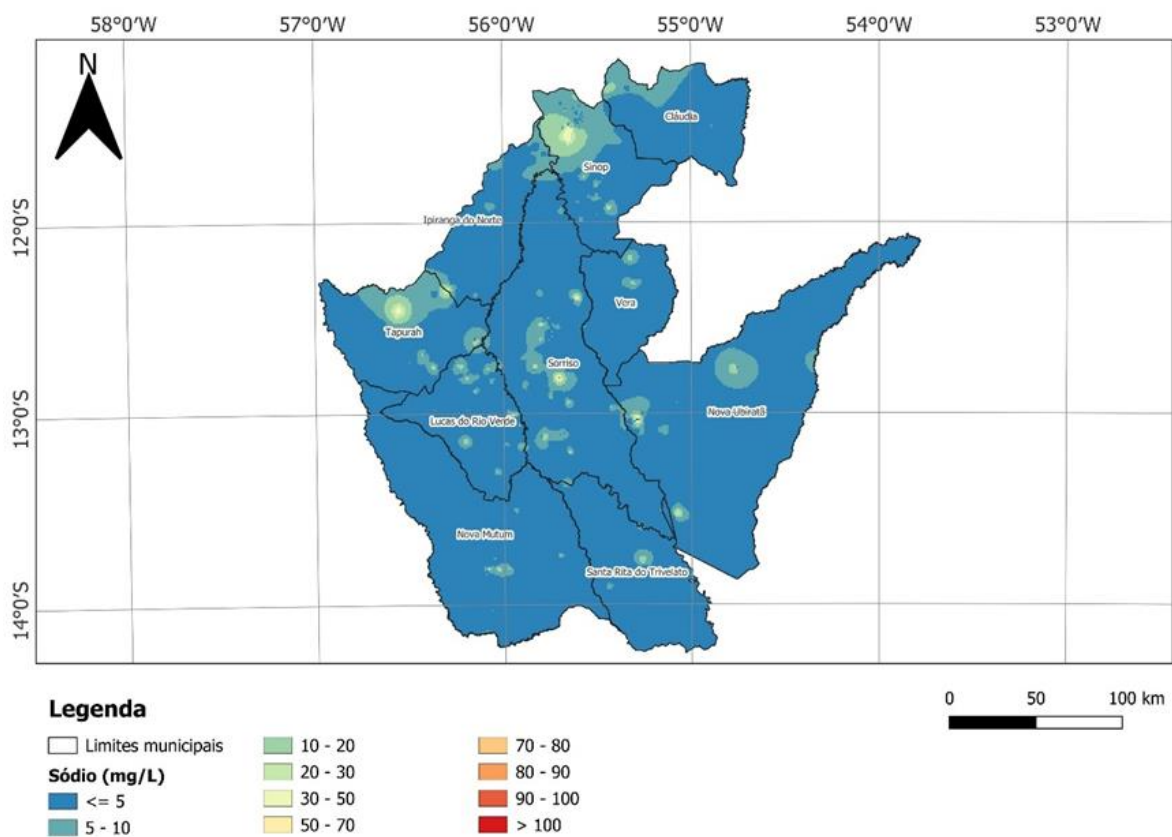 58°0'W 57°0'W 56°0'W 55°0'W 54°0'W 53°0'W
N
Cláudia
Sinop
Ipiranga do Norte
12°0'S
Vera
Tapurah
Sorriso
Nova Ubiratã
13°0'S
Lucas do Rio Verde
Nova Mutum
Santa Rita do Trivelato
14°0'S
0 50 100 km
Legenda
Limites municipais
Sódio (mg/L)
<= 5
5 - 10
10 - 20
20 - 30
30 - 50
50 - 70
70 - 80
80 - 90
90 - 100
> 100